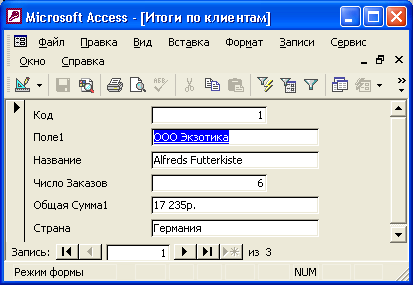 Microsoft Access - [Итоги по клиентам]
Файл Правка Вид Вставка Формат Записи Сервис
Окно Справка
Код 1
Поле1 ООО Экзотика
Название Alfreds Futterkiste
Число Заказов 6
Общая Сумма1 17 235р.
Страна Германия
Запись: 1 из 3
Режим формы NUM